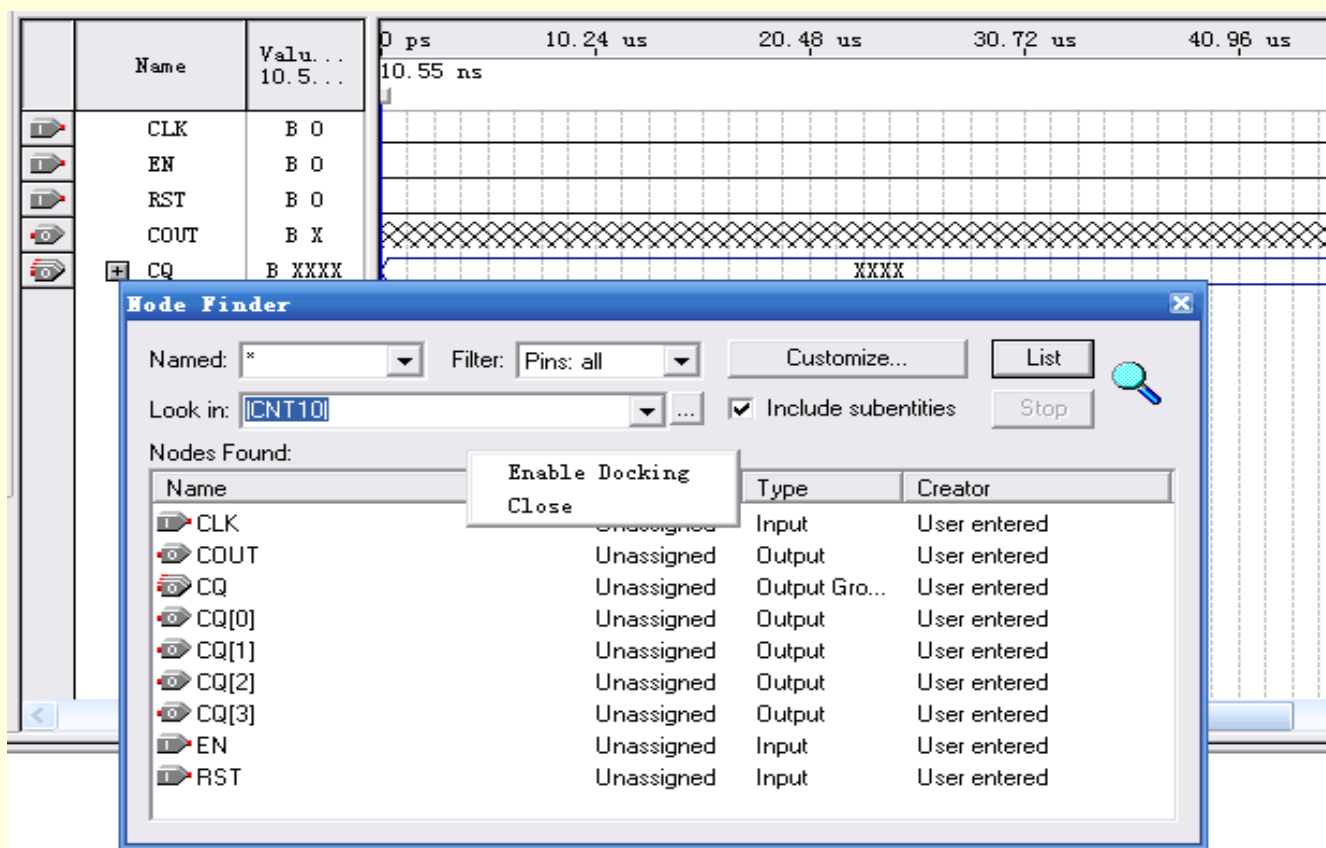 Name Valu... 10.5... 0 ps 10.24 us 20.48 us 30.72 us 40.96 us
10.55 ns
CLK B 0
EN B 0
RST B 0
COUT B X
CQ B XXXX XXXX
Node Finder
Named: * Filter: Pins: all Customize... List
Look in: |CNT10| ... Include subentities Stop
Nodes Found:
Enable Docking
Close
Name Type Creator
CLK Unassigned Input User entered
COUT Unassigned Output User entered
CQ Unassigned Output Gro... User entered
CQ[0] Unassigned Output User entered
CQ[1] Unassigned Output User entered
CQ[2] Unassigned Output User entered
CQ[3] Unassigned Output User entered
EN Unassigned Input User entered
RST Unassigned Input User entered